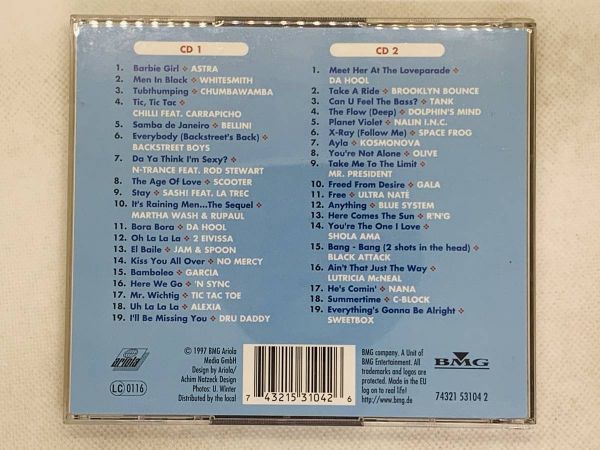 CD 1
1. Barbie Girl • ASTRA
2. Men In Black • WHITESMITH
3. Tubthumping • CHUMBAWAMBA
4. Tic, Tic Tac •
CHILLI FEAT. CARRAPICHO
5. Samba de Janeiro • BELLINI
6. Everybody (Backstreet's Back) •
BACKSTREET BOYS
7. Da Ya Think I'm Sexy? •
N-TRANCE FEAT. ROD STEWART
8. The Age Of Love • SCOOTER
9. Stay • SASH! FEAT. LA TREC
10. It's Raining Men...The Sequel •
MARTHA WASH & RUPAUL
11. Bora Bora • DA HOOL
12. Oh La La La • 2 EIVISSA
13. El Baile • JAM & SPOON
14. Kiss You All Over • NO MERCY
15. Bamboleo • GARCIA
16. Here We Go • 'N SYNC
17. Mr. Wichtig • TIC TAC TOE
18. Uh La La La • ALEXIA
19. I'll Be Missing You • DRU DADDY
CD 2
1. Meet Her At The Loveparade •
DA HOOL
2. Take A Ride • BROOKLYN BOUNCE
3. Can U Feel The Bass? • TANK
4. The Flow (Deep) • DOLPHIN'S MIND
5. Planet Violet • NALIN I.N.C.
6. X-Ray (Follow Me) • SPACE FROG
7. Ayla • KOSMONOVA
8. You're Not Alone • OLIVE
9. Take Me To The Limit •
MR. PRESIDENT
10. Freed From Desire • GALA
11. Free • ULTRA NATÉ
12. Anything • BLUE SYSTEM
13. Here Comes The Sun • R'N'G
14. You're The One I Love •
SHOLA AMA
15. Bang - Bang (2 shots in the head) •
BLACK ATTACK
16. Ain't That Just The Way •
LUTRICIA McNEAL
17. He's Comin' • NANA
18. Summertime • C-BLOCK
19. Everything's Gonna Be Alright •
SWEETBOX
ariola
LC 0116
© 1997 BMG Ariola
Media GmbH
Design by Ariola/
Achim Natzeck Design
Photos: U. Winter
Distributed by the local
7 43215 31042 6
BMG company. A Unit of
BMG Entertainment. All
trademarks and logos are
protected. Made in the EU
log on to real life!
http://www.bmg.de
BMG
74321 53104 2